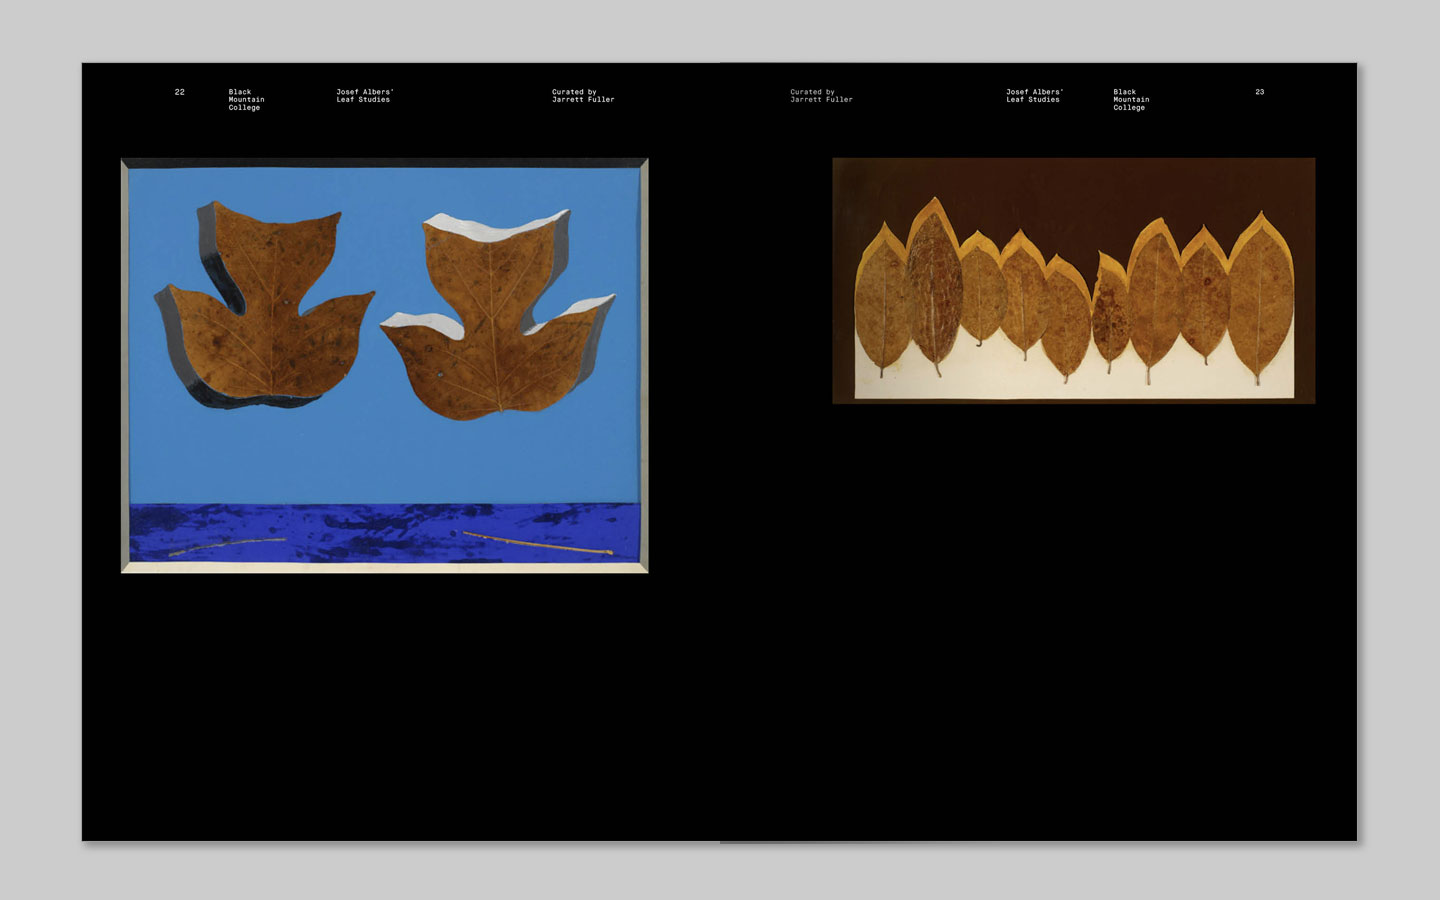 22
Black
Mountain
College
Josef Albers’
Leaf Studies
Curated by
Jarrett Fuller
Curated by
Jarrett Fuller
Josef Albers’
Leaf Studies
Black
Mountain
College
23